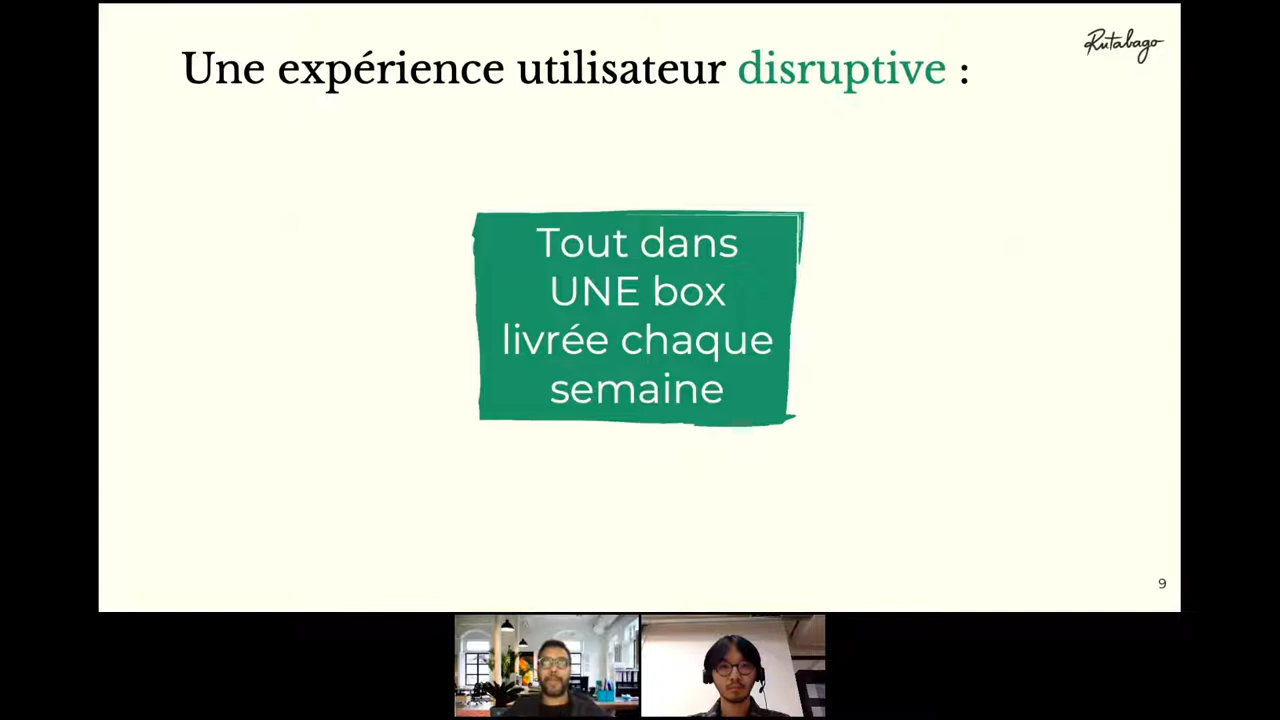 Rutabago
Une expérience utilisateur disruptive :
Tout dans
UNE box
livrée chaque
semaine
9